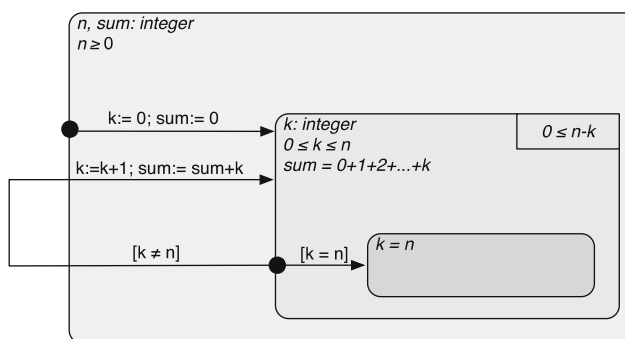 n, sum: integer
n ≥ 0
k:= 0; sum:= 0
k: integer
0 ≤ n-k
0 ≤ k ≤ n
sum = 0+1+2+...+k
k:=k+1; sum:= sum+k
k = n
[k ≠ n]
[k = n]